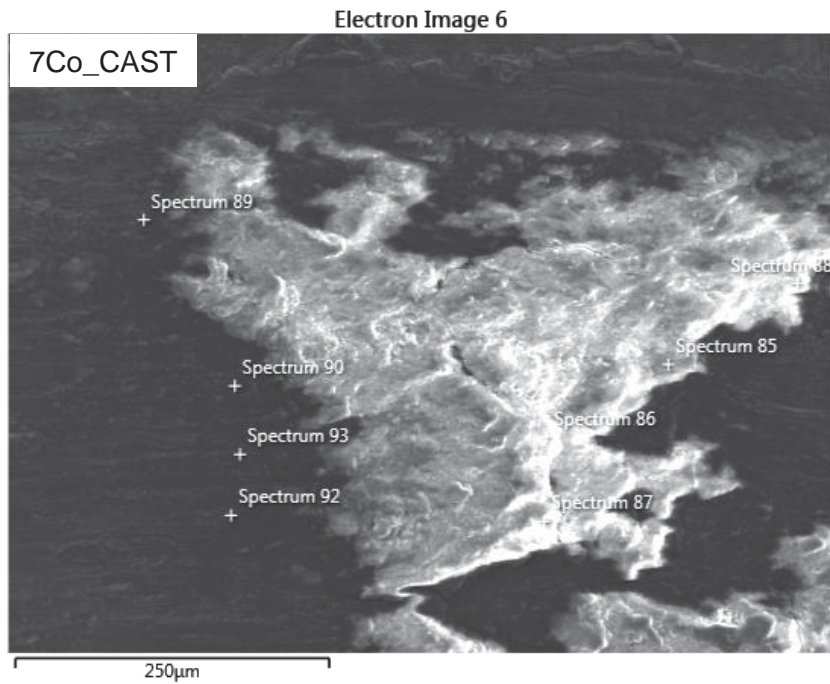 Electron Image 6
7Co_CAST
Spectrum 89
Spectrum 88
Spectrum 85
Spectrum 90
Spectrum 86
Spectrum 93
Spectrum 92
Spectrum 87
250µm